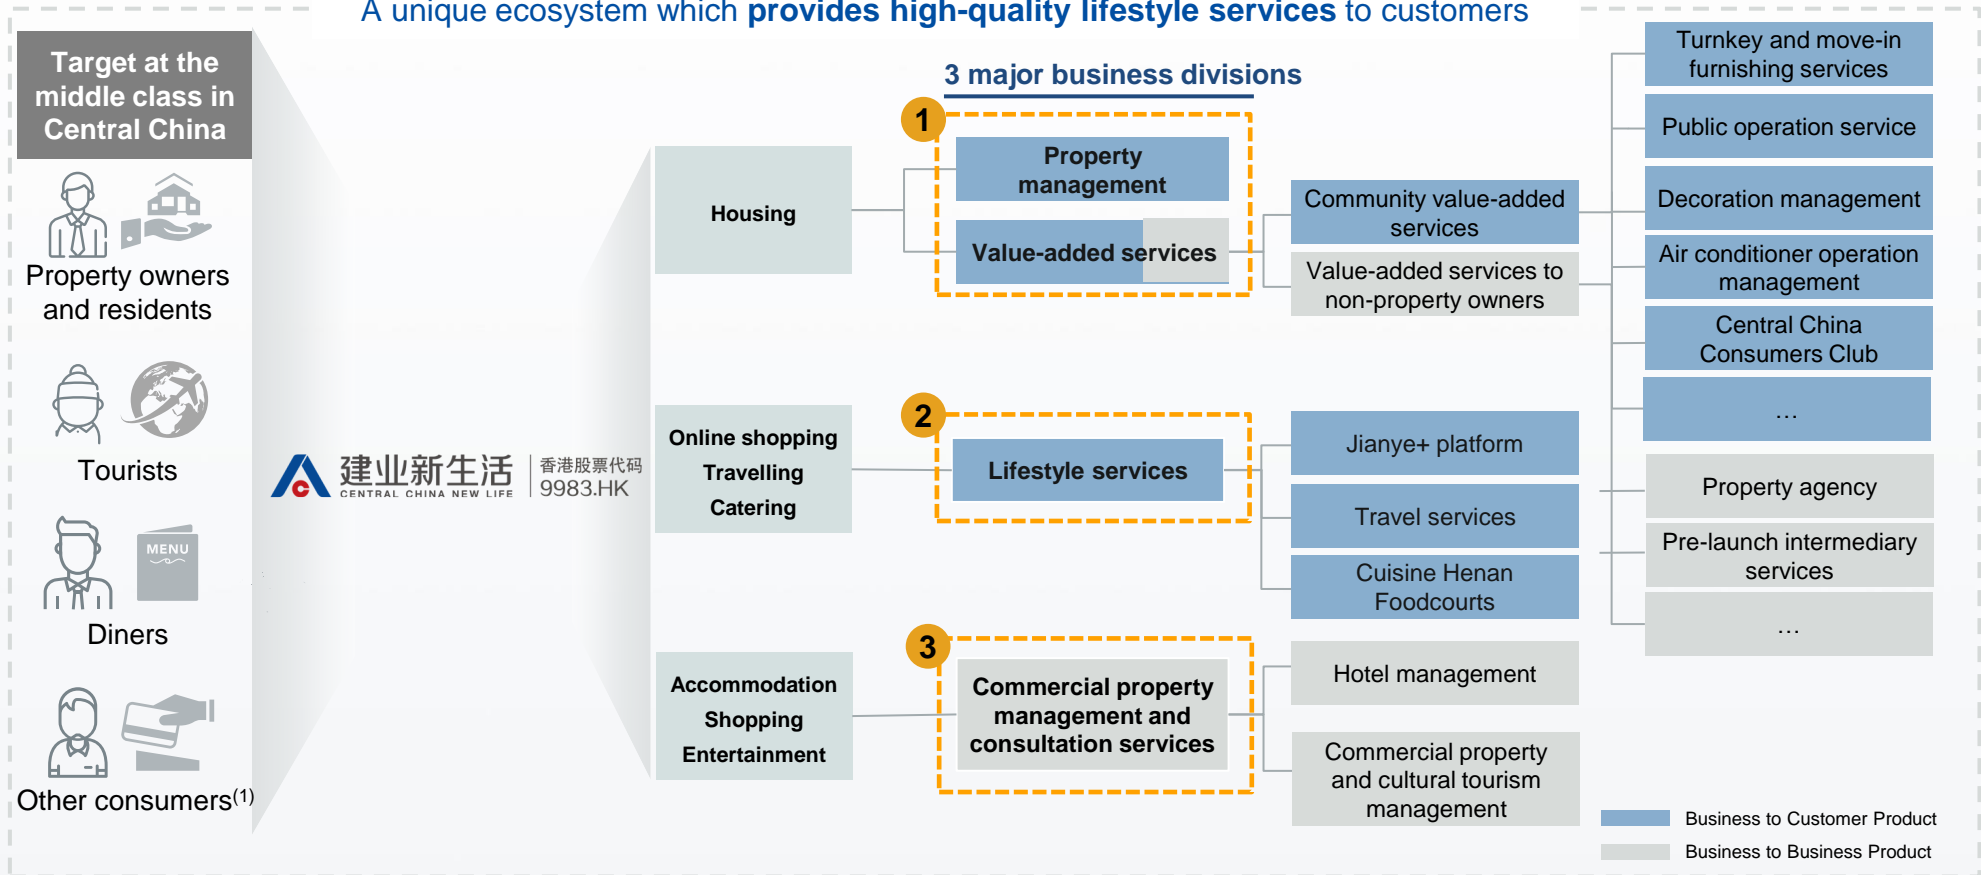 A unique ecosystem which provides high-quality lifestyle services to customers
Target at the
middle class in
Central China
Property owners
and residents
Tourists
MENU
Diners
Other consumers(1)
建业新生活
CENTRAL CHINA NEW LIFE
香港股票代码
9983.HK
3 major business divisions
Housing
1
Property
management
Value-added services
Community value-added
services
Value-added services to
non-property owners
Turnkey and move-in
furnishing services
Public operation service
Decoration management
Air conditioner operation
management
Central China
Consumers Club
…
Property agency
Pre-launch intermediary
services
…
Online shopping
Travelling
Catering
2
Lifestyle services
Jianye+ platform
Travel services
Cuisine Henan
Foodcourts
Accommodation
Shopping
Entertainment
3
Commercial property
management and
consultation services
Hotel management
Commercial property
and cultural tourism
management
Business to Customer Product
Business to Business Product